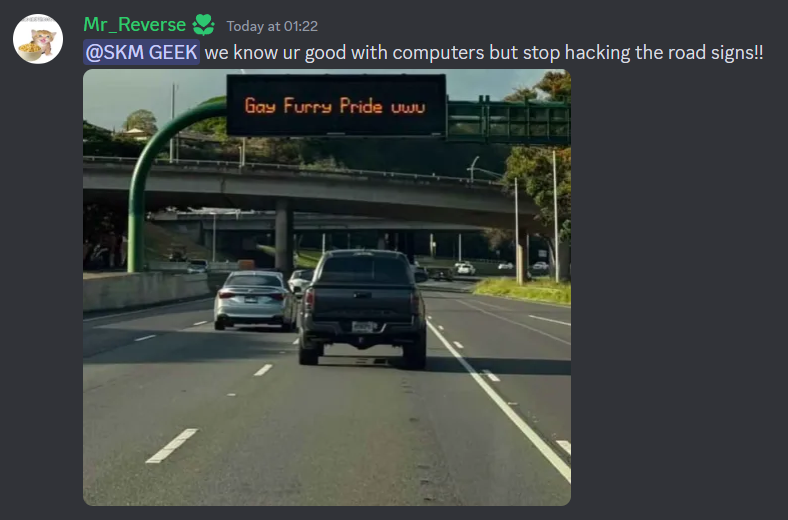 Mr_Reverse Today at 01:22
@SKM GEEK we know ur good with computers but stop hacking the road signs!!
Gay Furry Pride uwu